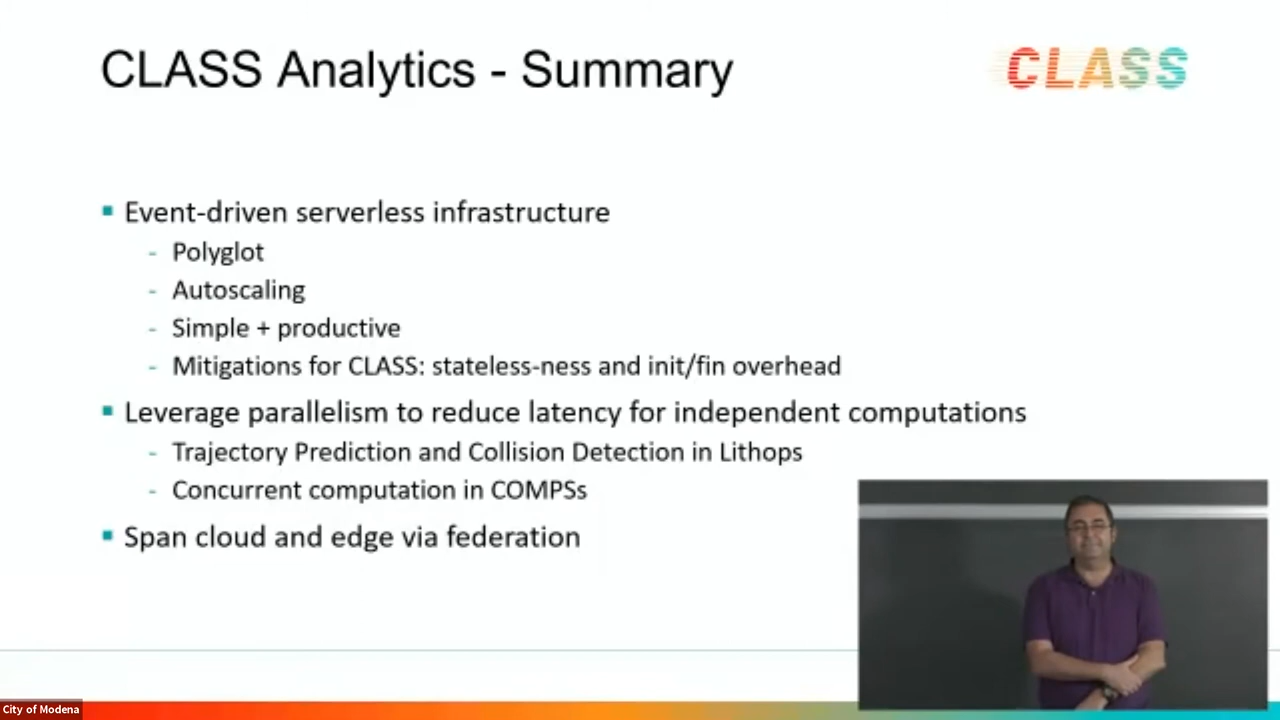 CLASS Analytics - Summary
CLASS
Event-driven serverless infrastructure
- Polyglot
- Autoscaling
- Simple + productive
- Mitigations for CLASS: stateless-ness and init/fin overhead
Leverage parallelism to reduce latency for independent computations
- Trajectory Prediction and Collision Detection in Lithops
- Concurrent computation in COMPSs
Span cloud and edge via federation
City of Modena